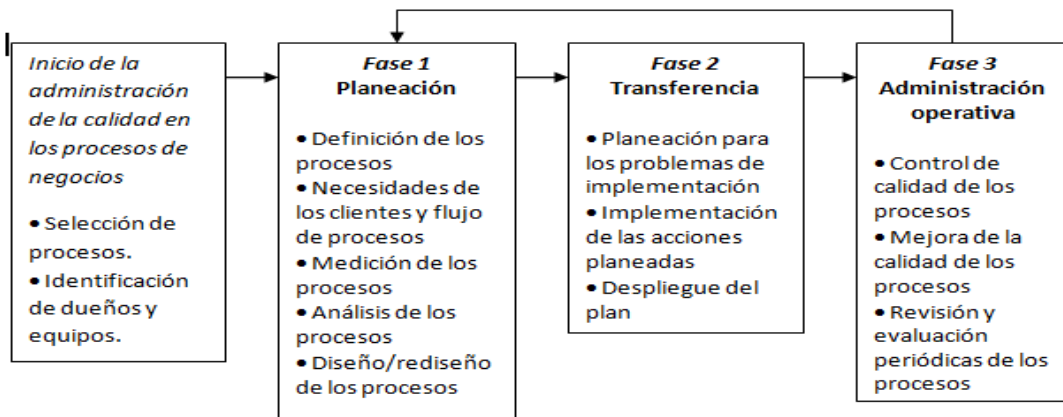 Inicio de la
administración
de la calidad en
los procesos de
negocios
• Selección de
procesos.
• Identificación
de dueños y
equipos.
Fase 1
Planeación
• Definición de los
procesos
• Necesidades de
los clientes y flujo
de procesos
• Medición de los
procesos
• Análisis de los
procesos
• Diseño/rediseño
de los procesos
Fase 2
Transferencia
• Planeación para
los problemas de
implementación
• Implementación
de las acciones
planeadas
• Despliegue del
plan
Fase 3
Administración
operativa
• Control de
calidad de los
procesos
• Mejora de la
calidad de los
procesos
• Revisión y
evaluación
periódicas de los
procesos